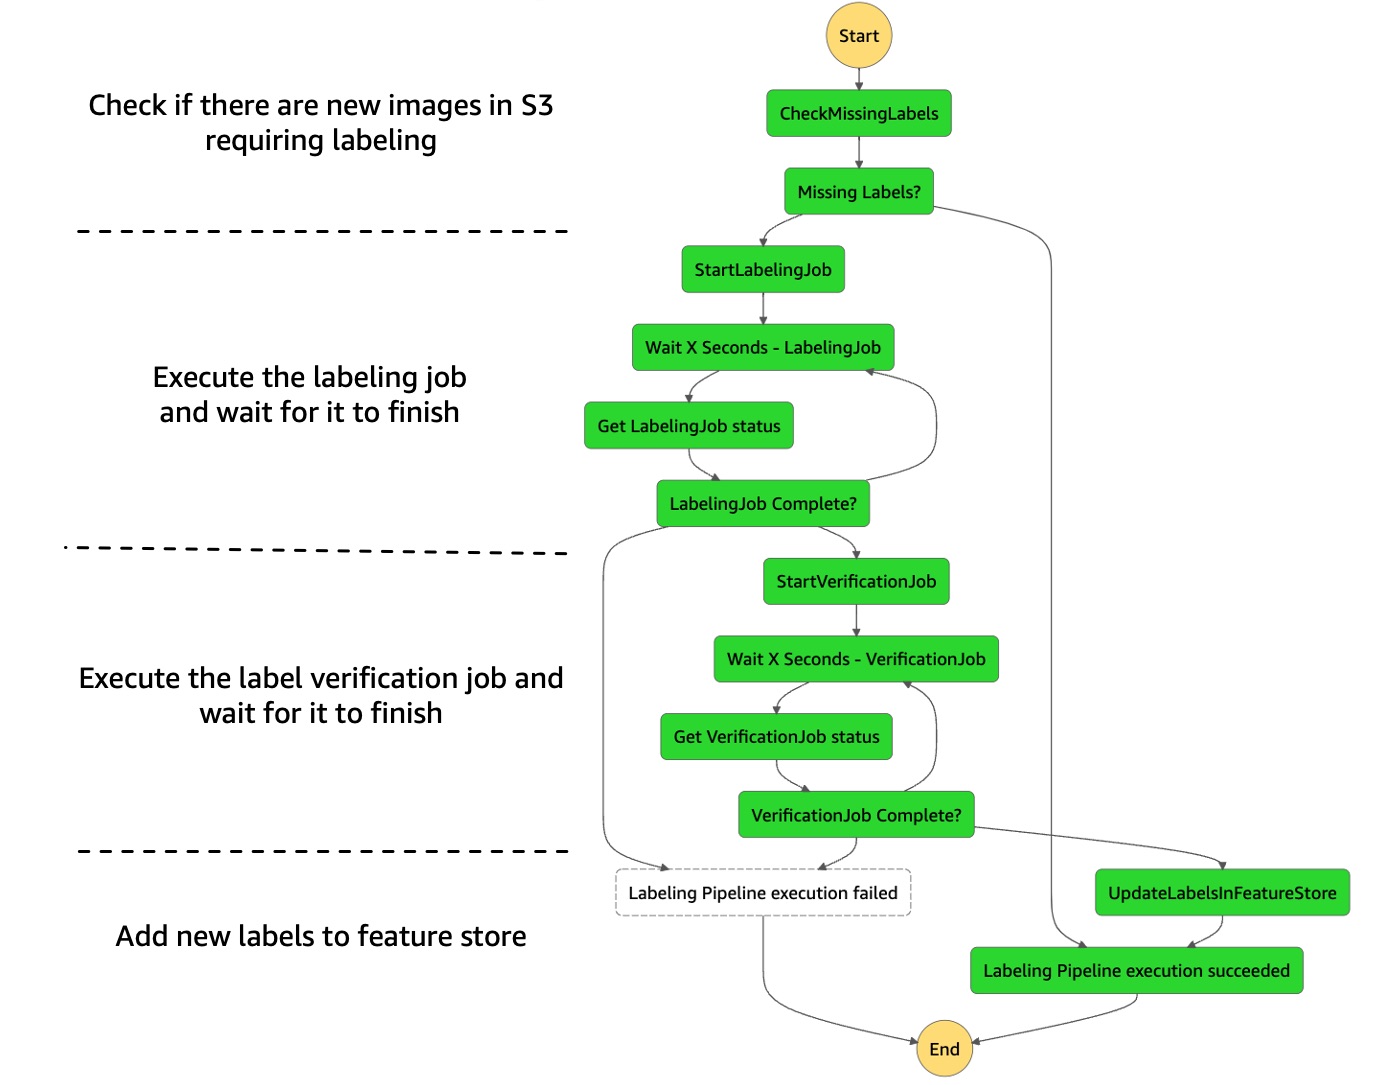 Start
Check if there are new images in S3
requiring labeling
CheckMissingLabels
Missing Labels?
StartLabelingJob
Wait X Seconds - LabelingJob
Execute the labeling job
and wait for it to finish
Get LabelingJob status
LabelingJob Complete?
StartVerificationJob
Wait X Seconds - VerificationJob
Execute the label verification job and
wait for it to finish
Get VerificationJob status
VerificationJob Complete?
Labeling Pipeline execution failed
UpdateLabelsInFeatureStore
Add new labels to feature store
Labeling Pipeline execution succeeded
End